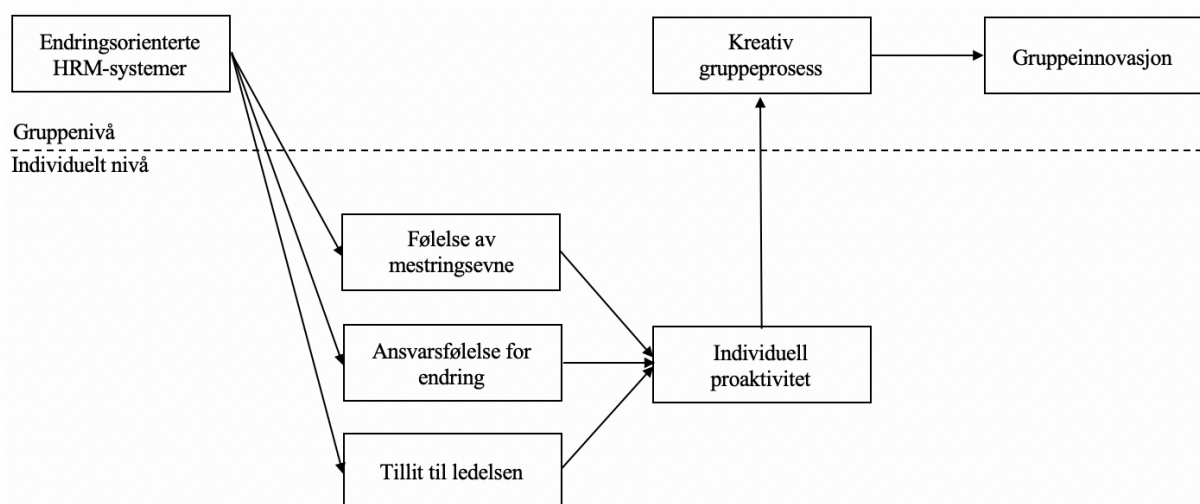 Endringsorienterte
HRM-systemer
Kreativ
gruppeprosess
Gruppeinnovasjon
Gruppenivå
Individuelt nivå
Følelse av
mestringsevne
Ansvarsfølelse for
endring
Individuell
proaktivitet
Tillit til ledelsen